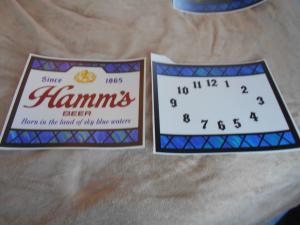 Since 1865
Hamm's
BEER
Born in the land of sky blue waters
11 12 1
10 2
9 3
8 7 6 5 4